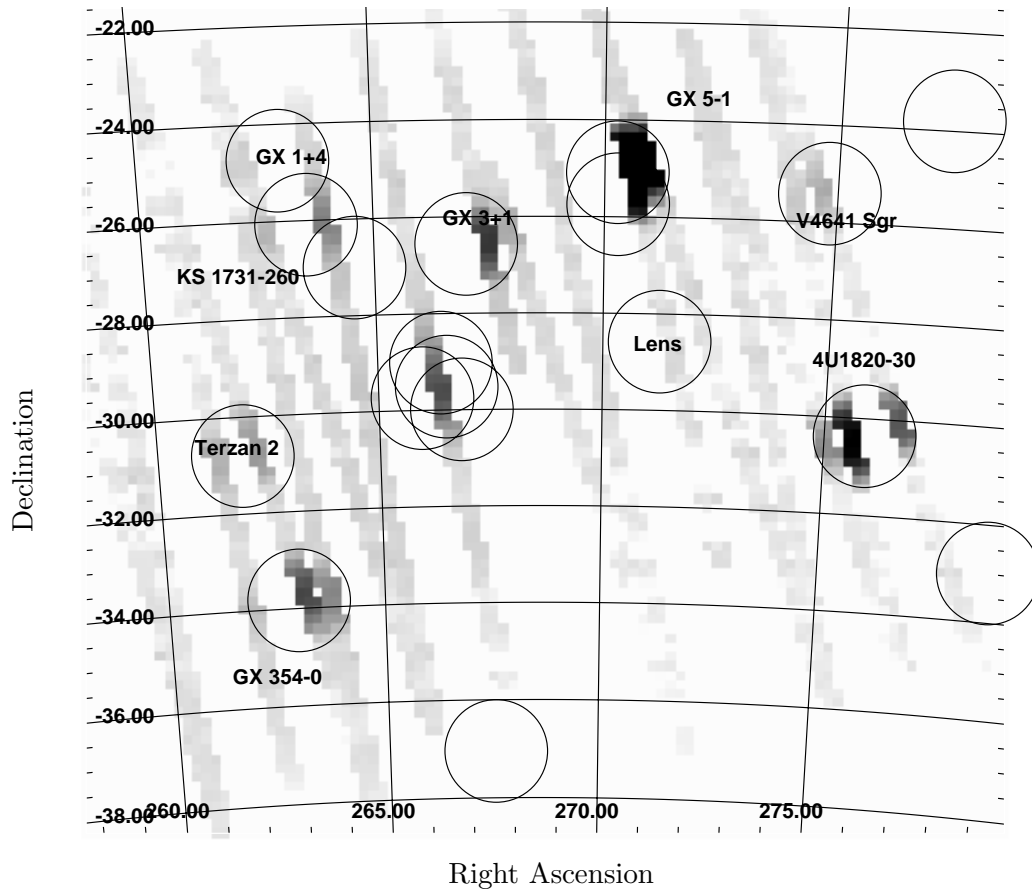 -22.00
GX 5-1
-24.00
GX 1+4
GX 3+1
V4641 Sgr
-26.00
KS 1731-260
-28.00
Lens
4U1820-30
-30.00
Terzan 2
-32.00
-34.00
GX 354-0
-36.00
-38.00
260.00
265.00
270.00
275.00
Declination
Right Ascension